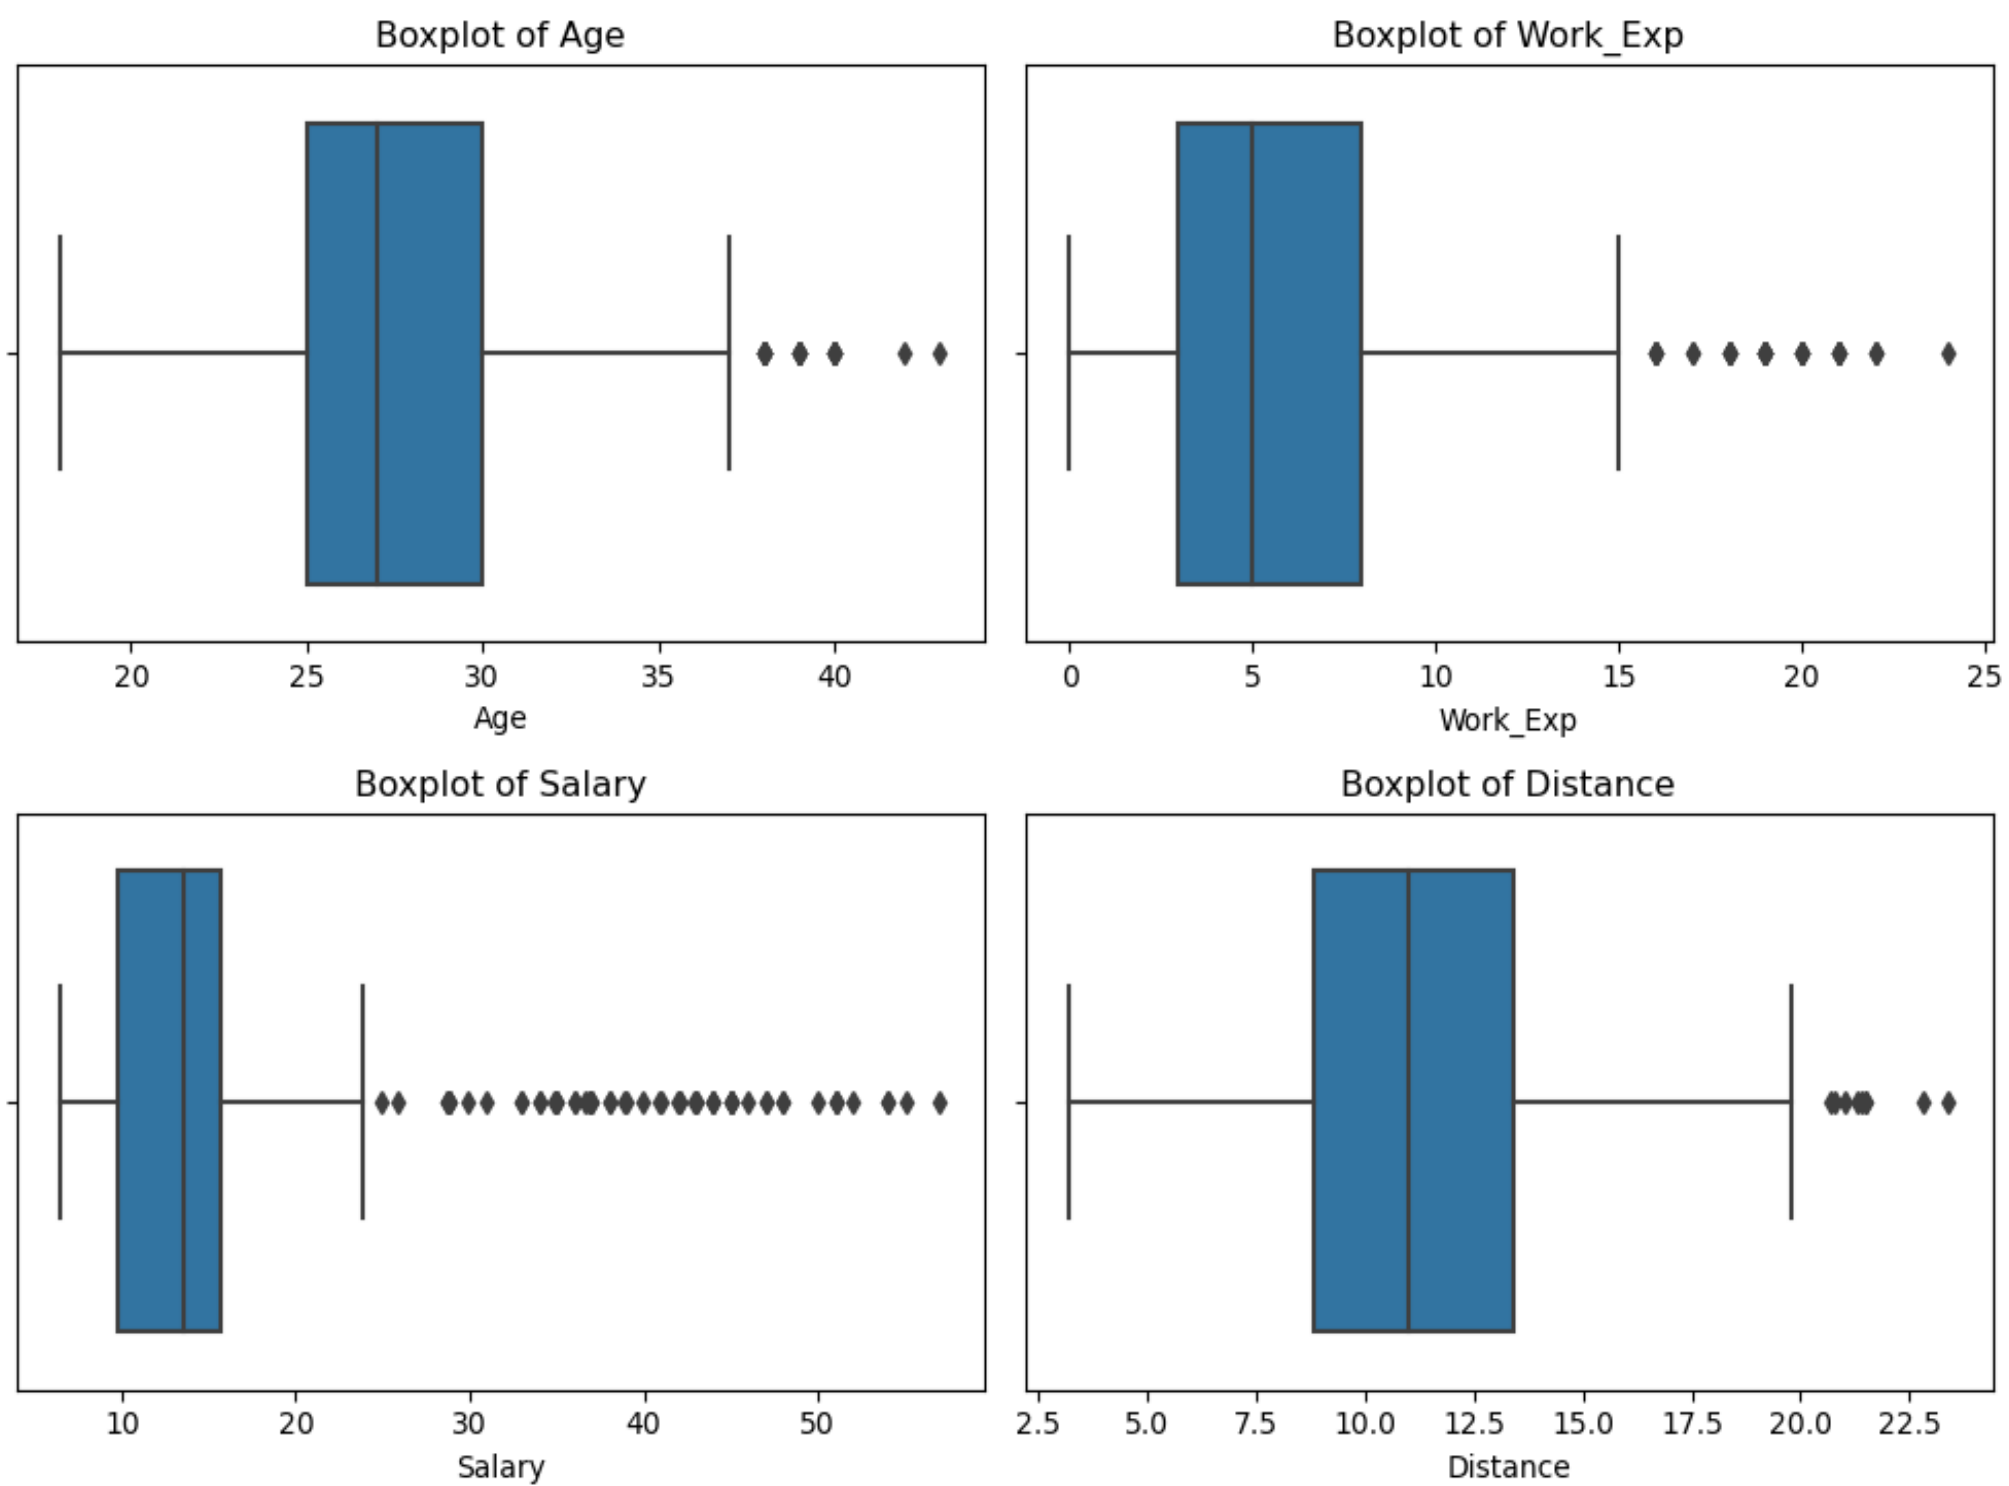 Boxplot of Age
20 25 30 35 40
Age
Boxplot of Work_Exp
0 5 10 15 20 25
Work_Exp
Boxplot of Salary
10 20 30 40 50
Salary
Boxplot of Distance
2.5 5.0 7.5 10.0 12.5 15.0 17.5 20.0 22.5
Distance